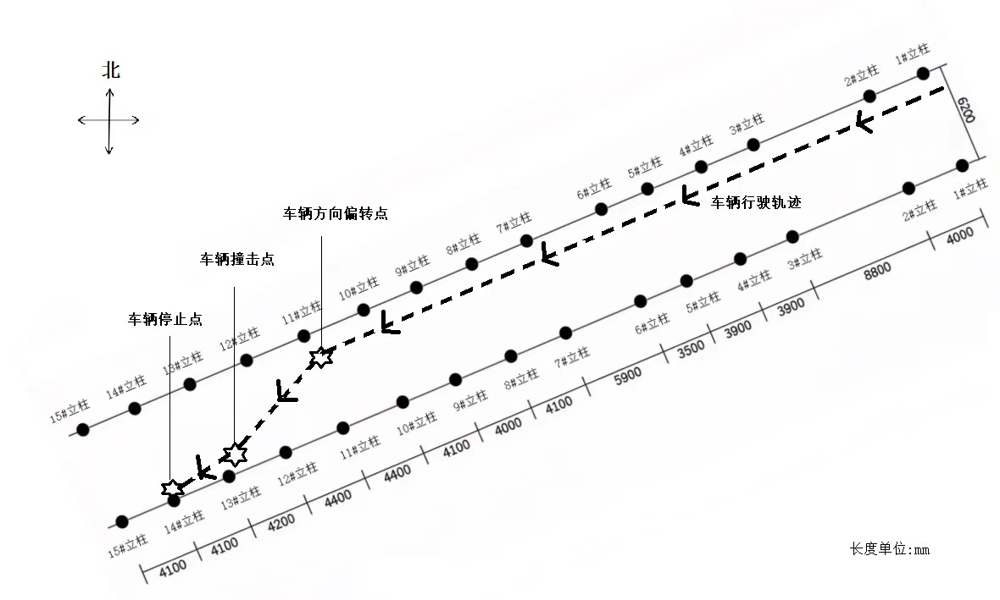 北
1#立柱
2#立柱
3#立柱
4#立柱
5#立柱
6#立柱
7#立柱
8#立柱
9#立柱
10#立柱
11#立柱
12#立柱
13#立柱
14#立柱
15#立柱
6200
车辆行驶轨迹
车辆方向偏转点
车辆撞击点
车辆停止点
1#立柱
2#立柱
3#立柱
4#立柱
5#立柱
6#立柱
7#立柱
8#立柱
9#立柱
10#立柱
11#立柱
12#立柱
13#立柱
14#立柱
15#立柱
4000
8800
3900
3900
3500
5900
4100
4000
4100
4400
4400
4200
4100
4100
长度单位:mm